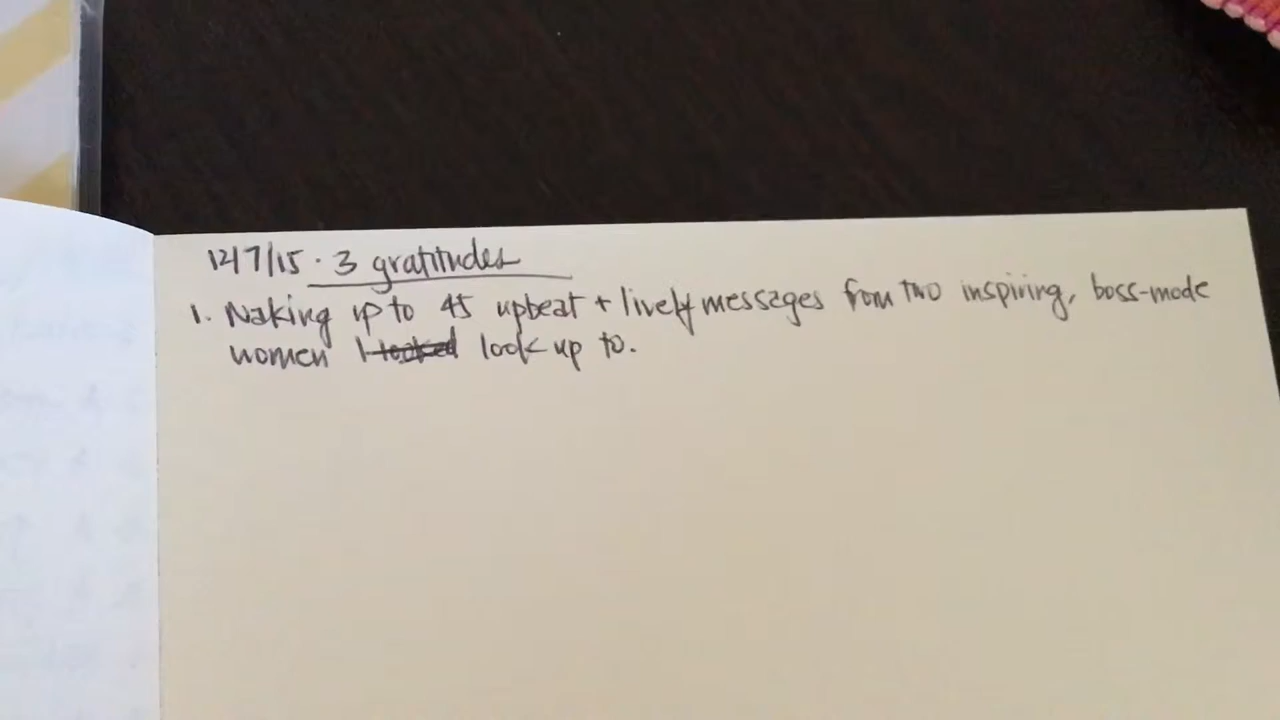 12/7/15 · 3 gratitudes
1. Waking up to 45 upbeat + lively messages from two inspiring, boss-mode
women I looked look up to.